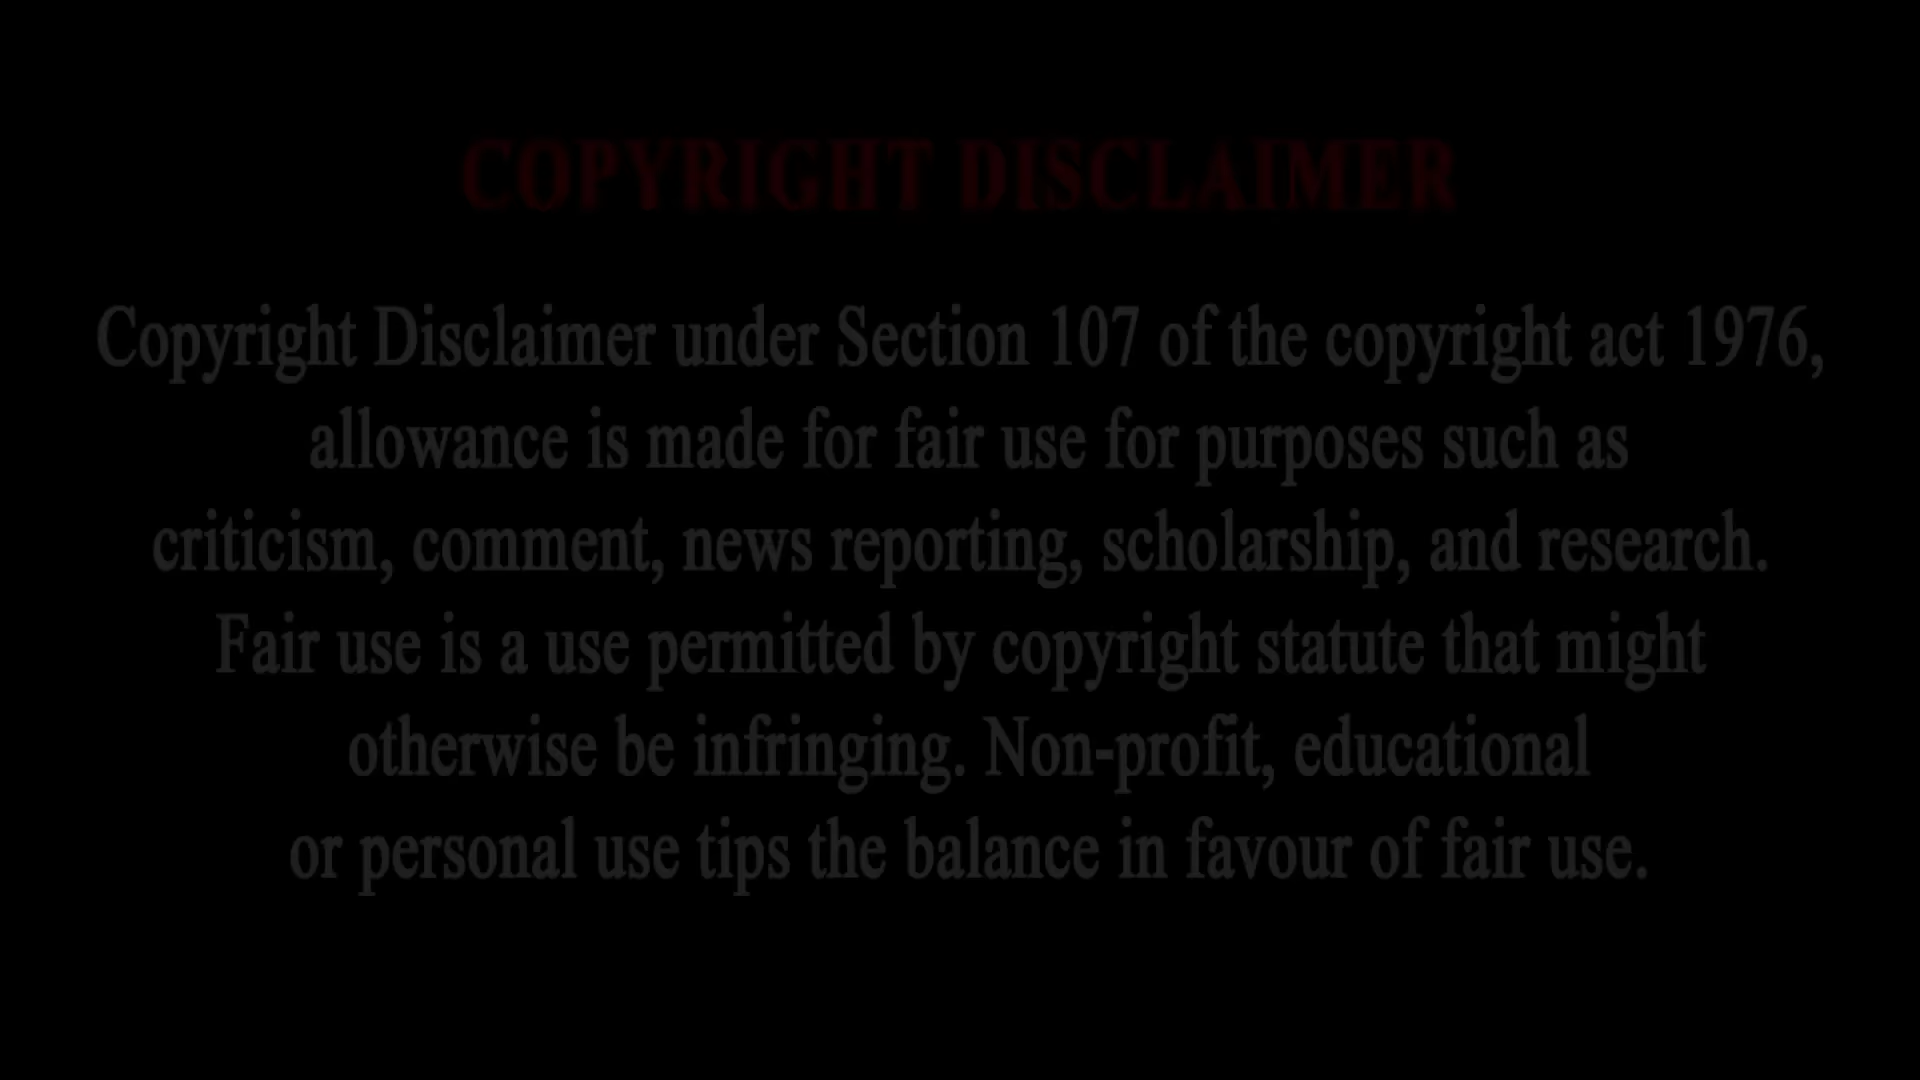 COPYRIGHT DISCLAIMER
Copyright Disclaimer under Section 107 of the copyright act 1976,
allowance is made for fair use for purposes such as
criticism, comment, news reporting, scholarship, and research.
Fair use is a use permitted by copyright statute that might
otherwise be infringing. Non-profit, educational
or personal use tips the balance in favour of fair use.